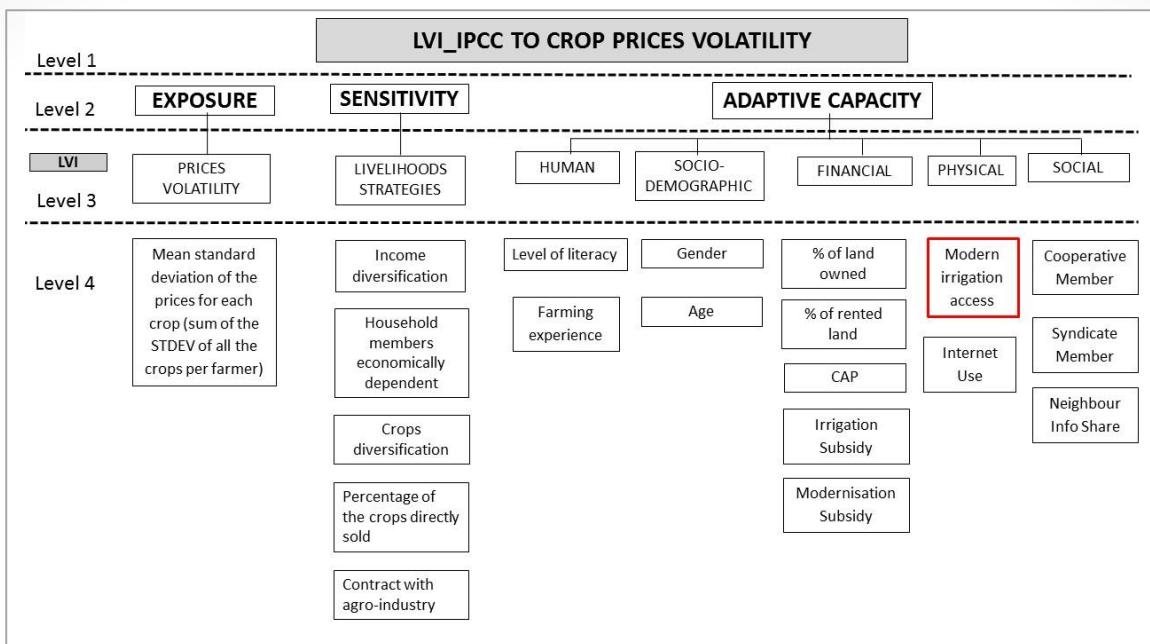 LVI_IPCC TO CROP PRICES VOLATILITY
Level 1
Level 2
EXPOSURE
SENSITIVITY
ADAPTIVE CAPACITY
LVI
Level 3
PRICES
VOLATILITY
LIVELIHOODS
STRATEGIES
HUMAN
SOCIO-
DEMOGRAPHIC
FINANCIAL
PHYSICAL
SOCIAL
Level 4
Mean standard
deviation of the
prices for each
crop (sum of the
STDEV of all the
crops per farmer)
Income
diversification
Household
members
economically
dependent
Crops
diversification
Percentage of
the crops directly
sold
Contract with
agro-industry
Level of literacy
Farming
experience
Gender
Age
% of land
owned
% of rented
land
CAP
Irrigation
Subsidy
Modernisation
Subsidy
Modern
irrigation
access
Internet
Use
Cooperative
Member
Syndicate
Member
Neighbour
Info Share